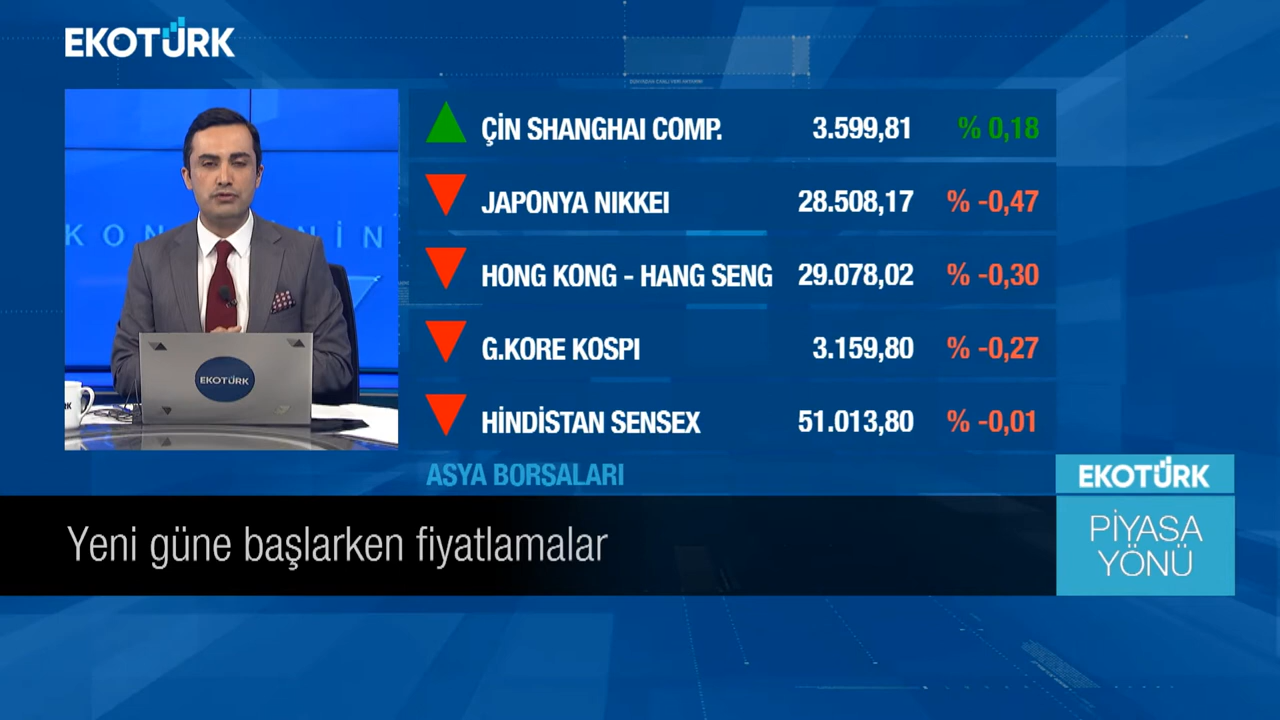 EKOTÜRK
ÇİN SHANGHAI COMP. 3.599,81 % 0,18
JAPONYA NIKKEI 28.508,17 % -0,47
HONG KONG - HANG SENG 29.078,02 % -0,30
G.KORE KOSPI 3.159,80 % -0,27
HİNDİSTAN SENSEX 51.013,80 % -0,01
EKOTÜRK
ASYA BORSALARI
EKOTÜRK
Yeni güne başlarken fiyatlamalar
PİYASA
YÖNÜ